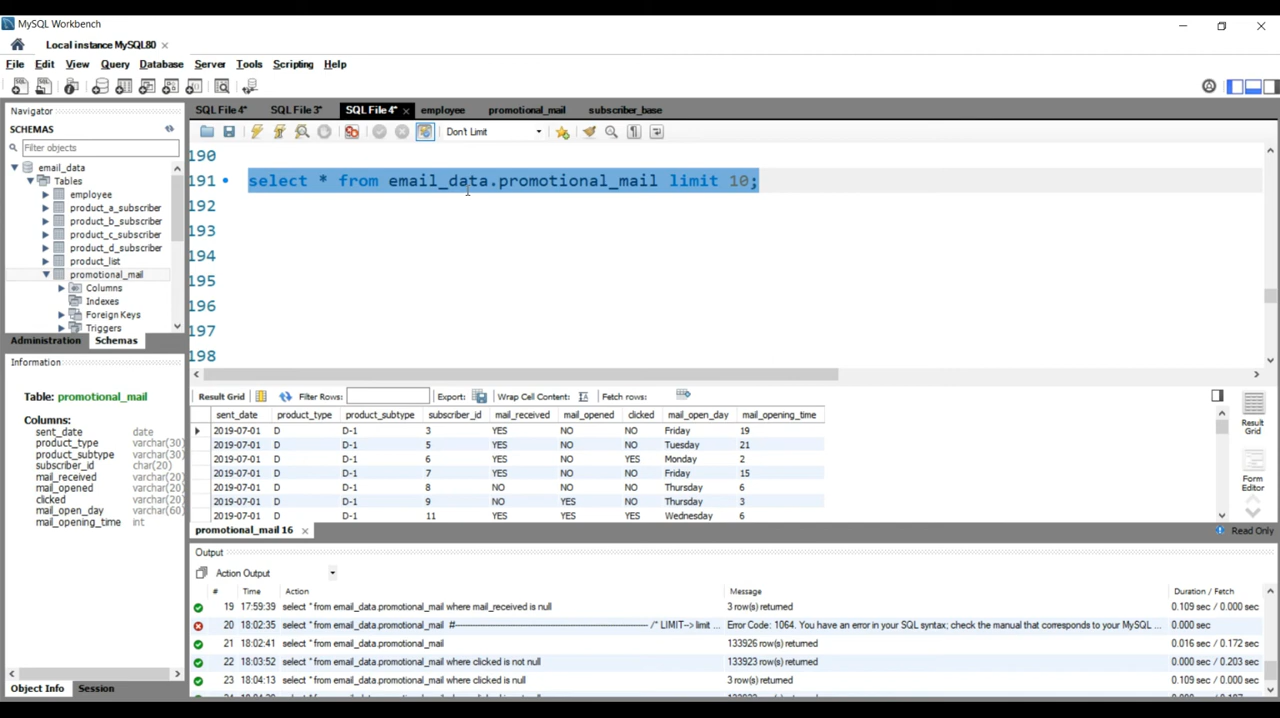 MySQL Workbench
Local instance MySQL80
File Edit View Query Database Server Tools Scripting Help
Navigator
SCHEMAS
Filter objects
email_data
Tables
employee
product_a_subscriber
product_b_subscriber
product_c_subscriber
product_d_subscriber
product_list
promotional_mail
Columns
Indexes
Foreign Keys
Triggers
Administration Schemas
Information
Table: promotional_mail
Columns:
sent_date date
product_type varchar(30)
product_subtype varchar(30)
subscriber_id char(20)
mail_received varchar(20)
mail_opened varchar(20)
clicked varchar(20)
mail_open_day varchar(60)
mail_opening_time int
Object Info Session
SQL File 4* SQL File 3* SQL File 4* employee promotional_mail subscriber_base
Don't Limit
190
191 select * from email_data.promotional_mail limit 10;
192
193
194
195
196
197
198
Result Grid Filter Rows: Export: Wrap Cell Content: Fetch rows:
sent_date product_type product_subtype subscriber_id mail_received mail_opened clicked mail_open_day mail_opening_time
2019-07-01 D D-1 3 YES NO NO Friday 19
2019-07-01 D D-1 5 YES NO NO Tuesday 21
2019-07-01 D D-1 6 YES NO YES Monday 2
2019-07-01 D D-1 7 YES NO NO Friday 15
2019-07-01 D D-1 8 NO NO NO Thursday 6
2019-07-01 D D-1 9 NO YES NO Thursday 3
2019-07-01 D D-1 11 YES YES YES Wednesday 6
Result Grid
Form Editor
promotional_mail 16
Read Only
Output
Action Output
# Time Action Message Duration / Fetch
19 17:59:39 select * from email_data.promotional_mail where mail_received is null 3 row(s) returned 0.109 sec / 0.000 sec
20 18:02:35 select * from email_data.promotional_mail #------------------------------------------------------------ /* LIMIT--> limit ... Error Code: 1064. You have an error in your SQL syntax; check the manual that corresponds to your MySQL ... 0.000 sec
21 18:02:41 select * from email_data.promotional_mail 133926 row(s) returned 0.016 sec / 0.172 sec
22 18:03:52 select * from email_data.promotional_mail where clicked is not null 133923 row(s) returned 0.000 sec / 0.203 sec
23 18:04:13 select * from email_data.promotional_mail where clicked is null 3 row(s) returned 0.109 sec / 0.000 sec